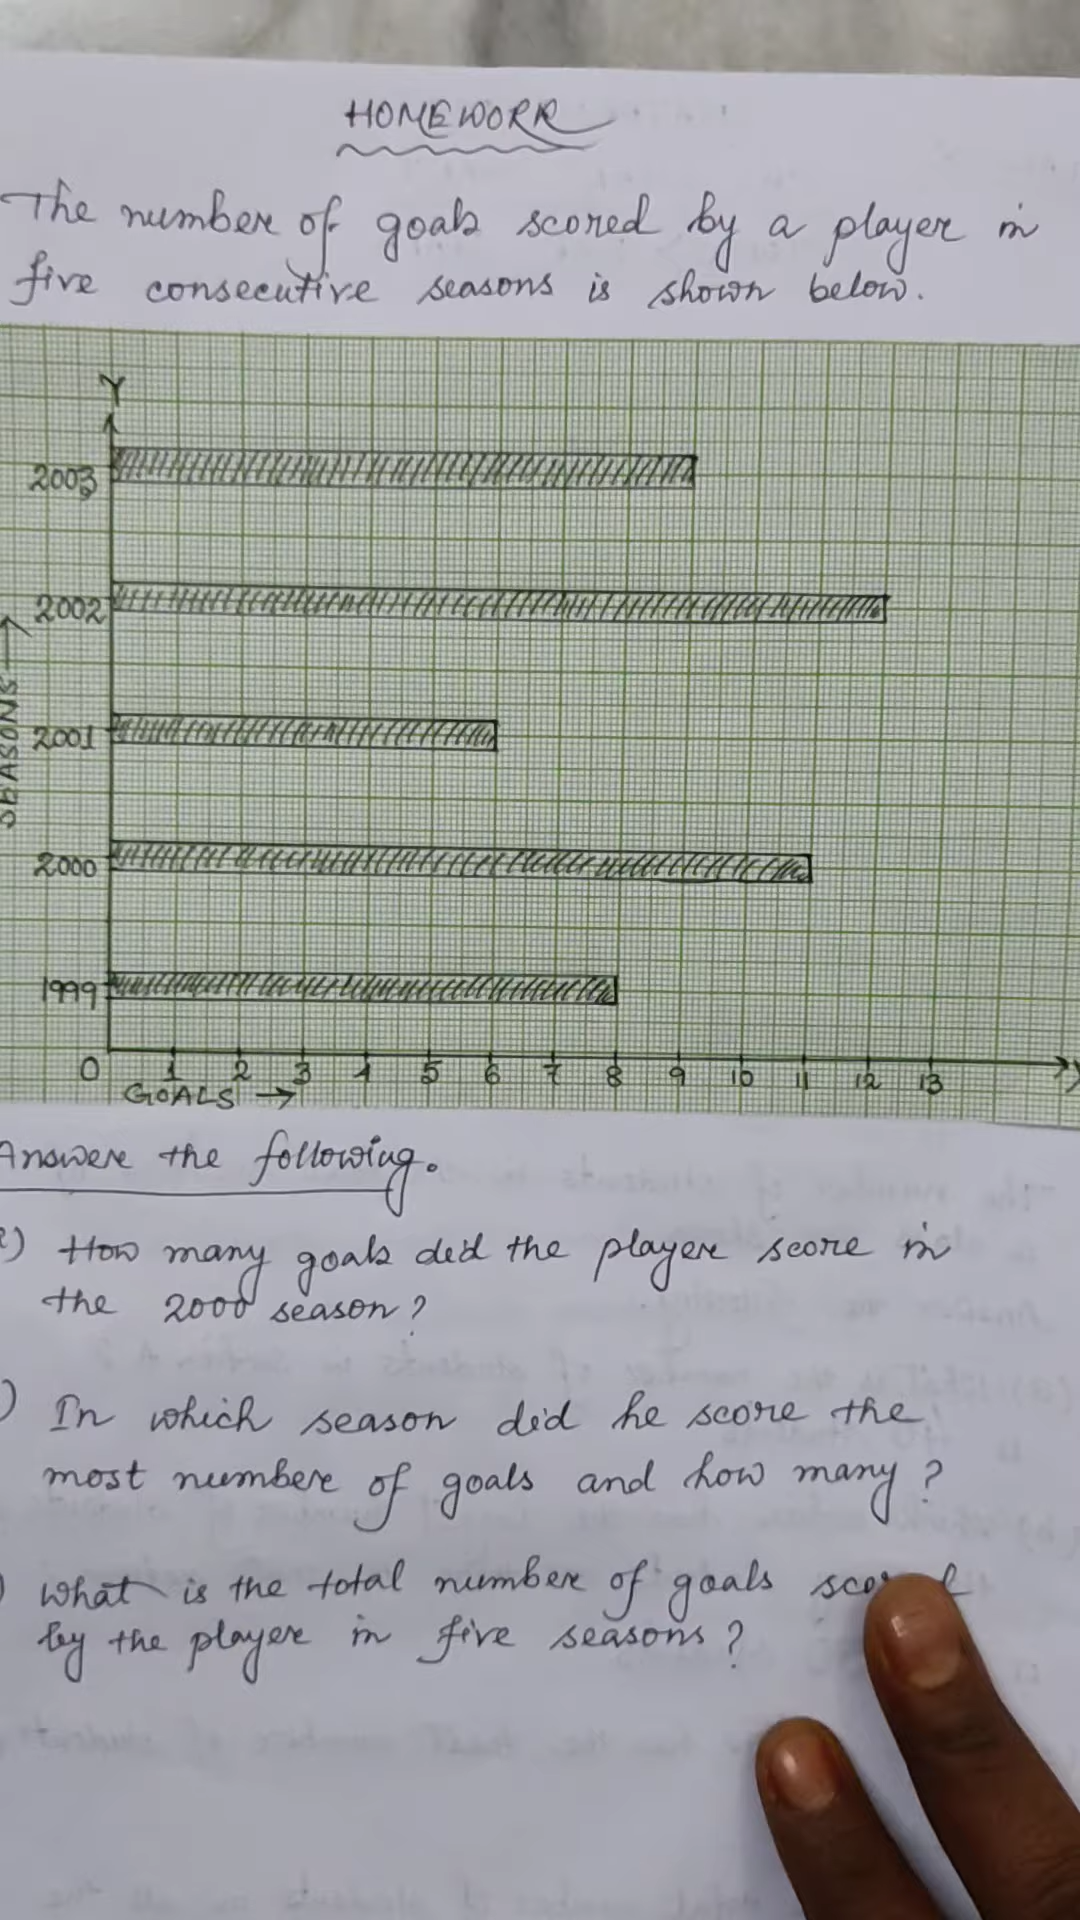 HOMEWORK
The number of goals scored by a player in
five consecutive seasons is shown below.
Y
2003
2002
2001
2000
1999
SEASONS →
0 1 2 3 4 5 6 7 8 9 10 11 12 13
GOALS →
Answer the following.
How many goals did the player score in
the 2000 season?
In which season did he score the
most number of goals and how many?
What is the total number of goals
by the player in five seasons?